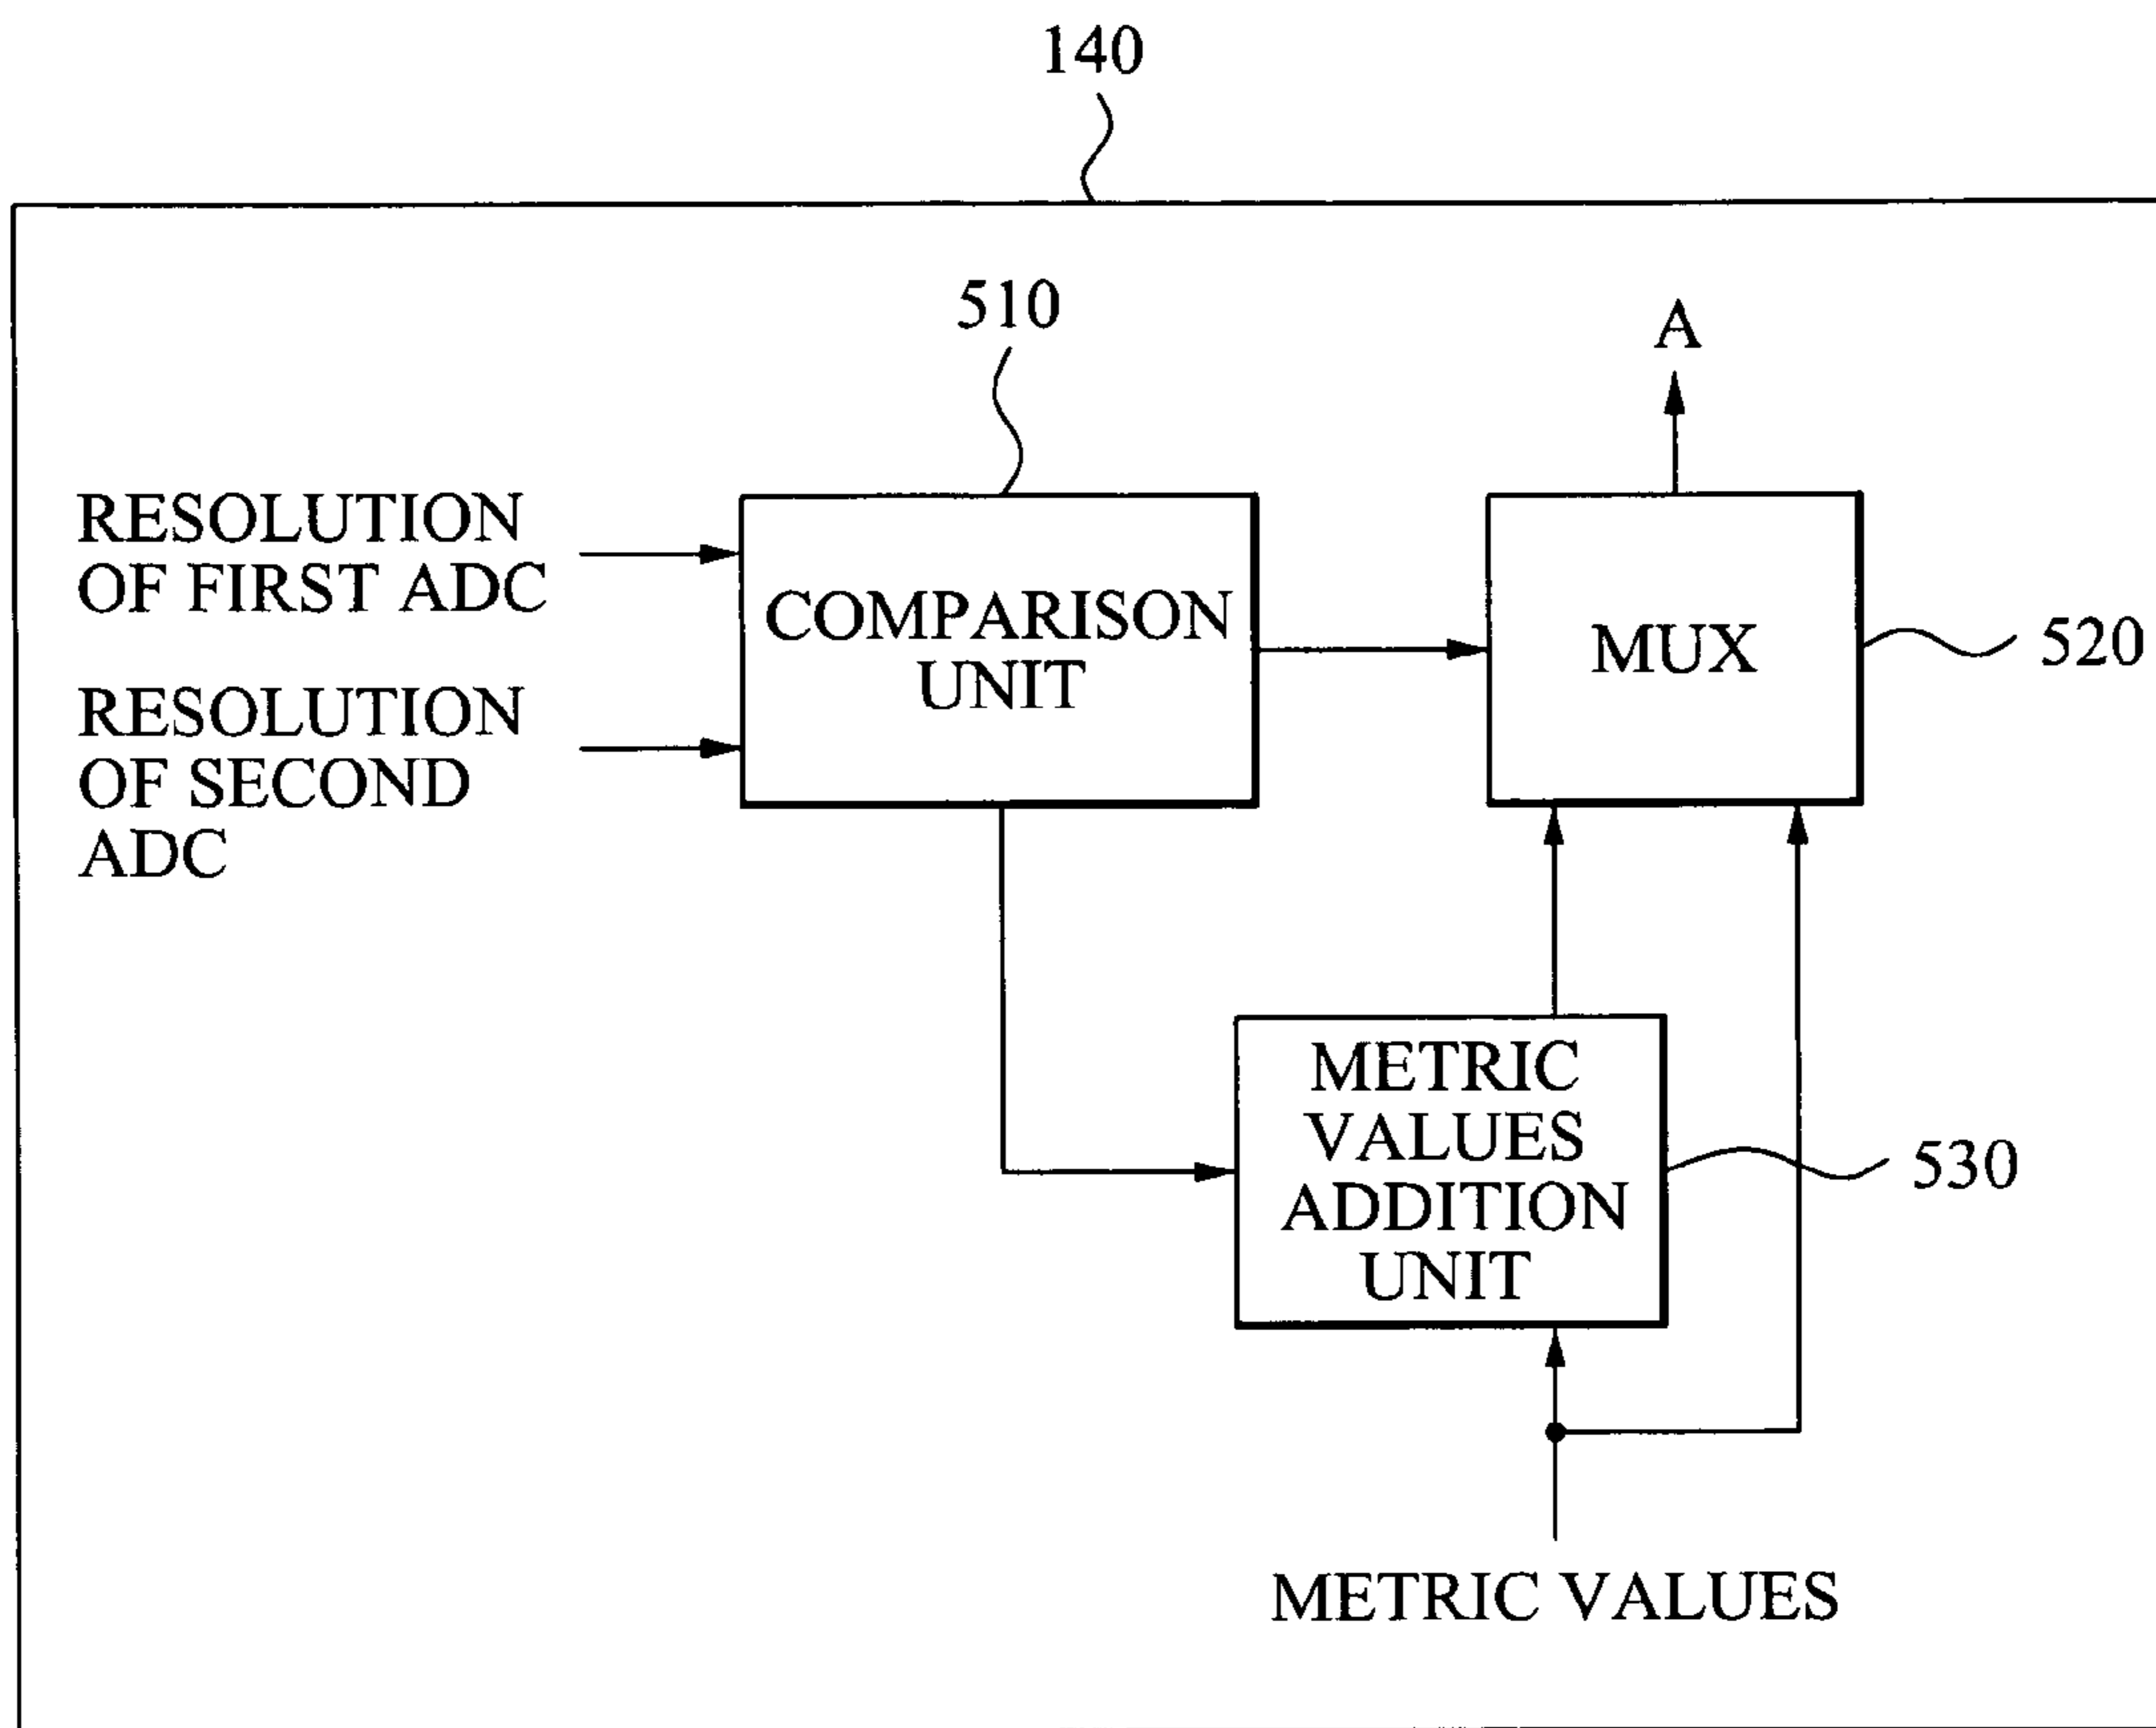 140
510
A
RESOLUTION
OF FIRST ADC
COMPARISON
UNIT
MUX
520
RESOLUTION
OF SECOND
ADC
METRIC
VALUES
ADDITION
UNIT
530
METRIC VALUES